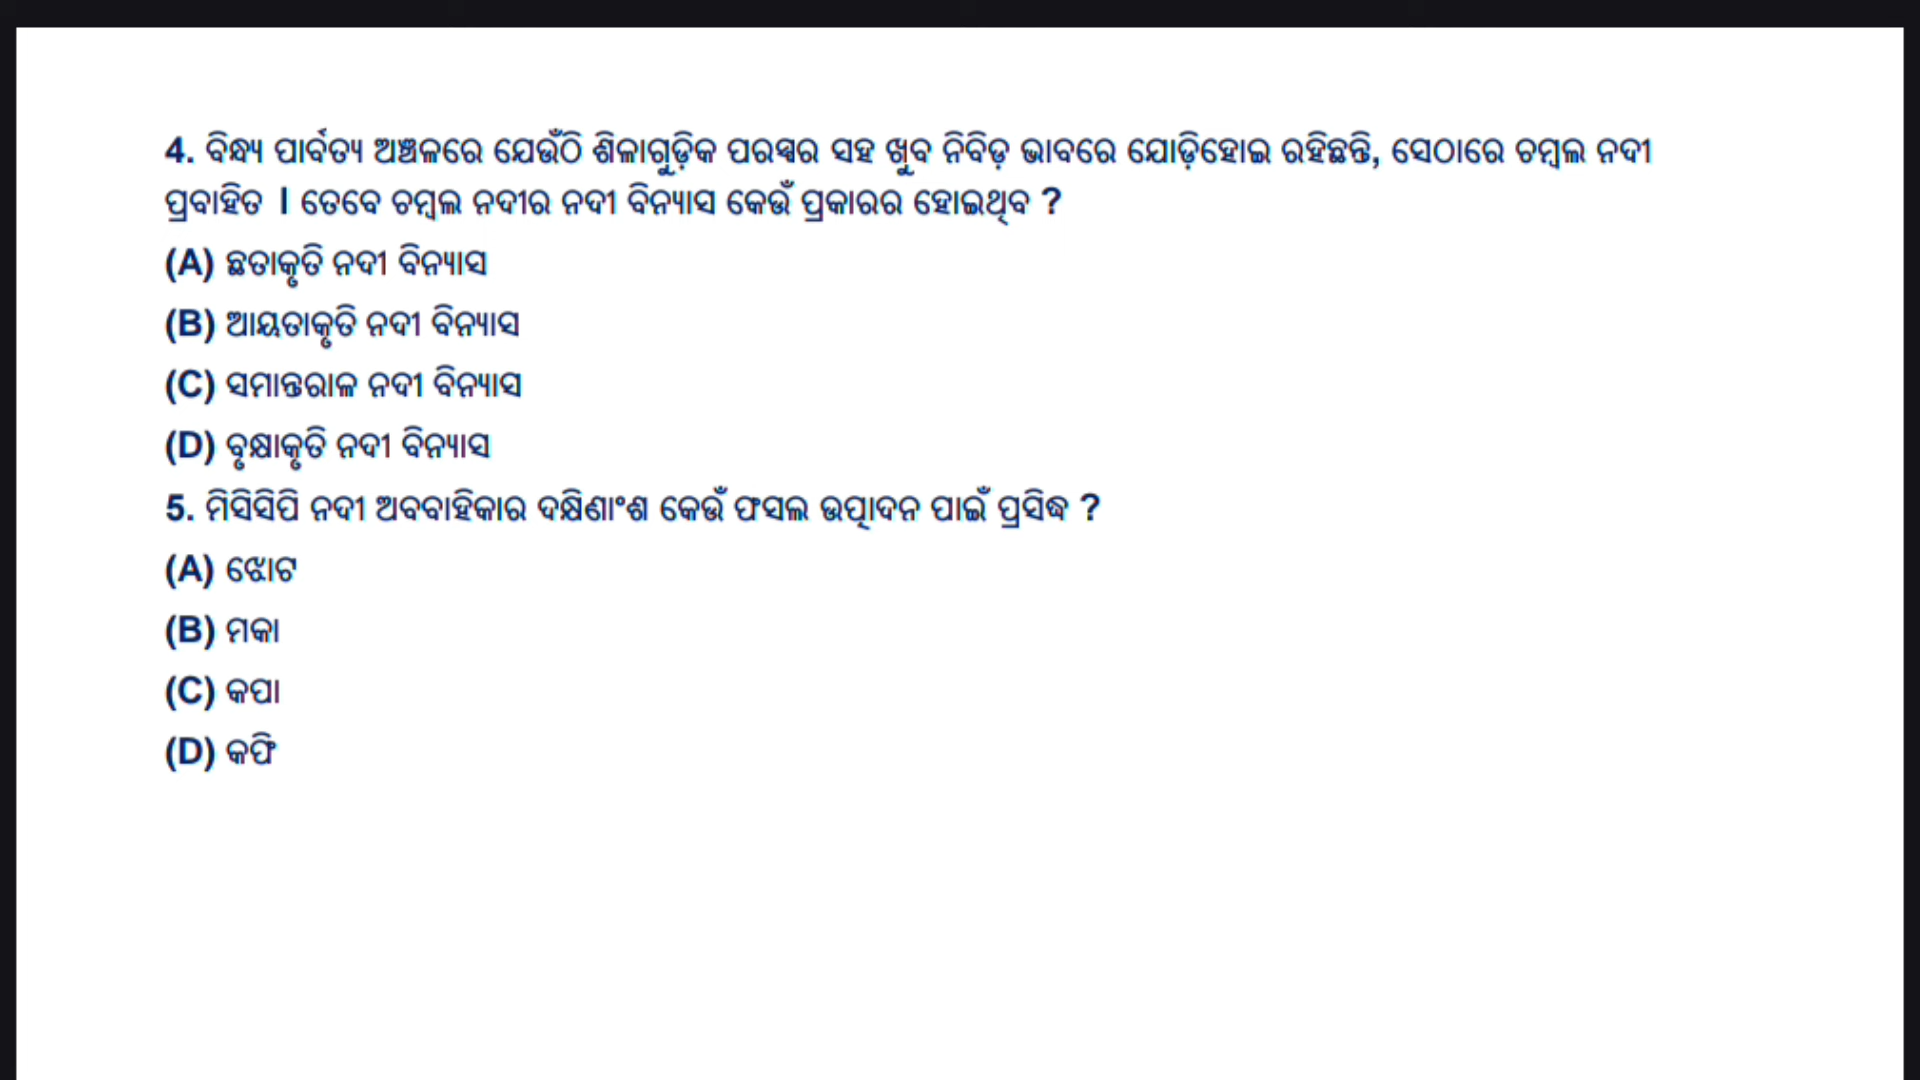 4. ବିନ୍ଧ୍ୟ ପାର୍ବତ୍ୟ ଅଞ୍ଚଳରେ ଯେଉଁଠି ଶିଳାଗୁଡ଼ିକ ପରସ୍ପର ସହ ଖୁବ ନିବିଡ଼ ଭାବରେ ଯୋଡ଼ିହୋଇ ରହିଛନ୍ତି, ସେଠାରେ ଚମ୍ବଲ ନଦୀ
ପ୍ରବାହିତ । ତେବେ ଚମ୍ବଲ ନଦୀର ନଦୀ ବିନ୍ୟାସ କେଉଁ ପ୍ରକାରର ହୋଇଥିବ ?
(A) ଛତାକୃତି ନଦୀ ବିନ୍ୟାସ
(B) ଆୟତାକୃତି ନଦୀ ବିନ୍ୟାସ
(C) ସମାନ୍ତରାଳ ନଦୀ ବିନ୍ୟାସ
(D) ବୃକ୍ଷାକୃତି ନଦୀ ବିନ୍ୟାସ
5. ମିସିସିପି ନଦୀ ଅବବାହିକାର ଦକ୍ଷିଣାଂଶ କେଉଁ ଫସଲ ଉତ୍ପାଦନ ପାଇଁ ପ୍ରସିଦ୍ଧ ?
(A) ଝୋଟ
(B) ମକା
(C) କପା
(D) କଫି